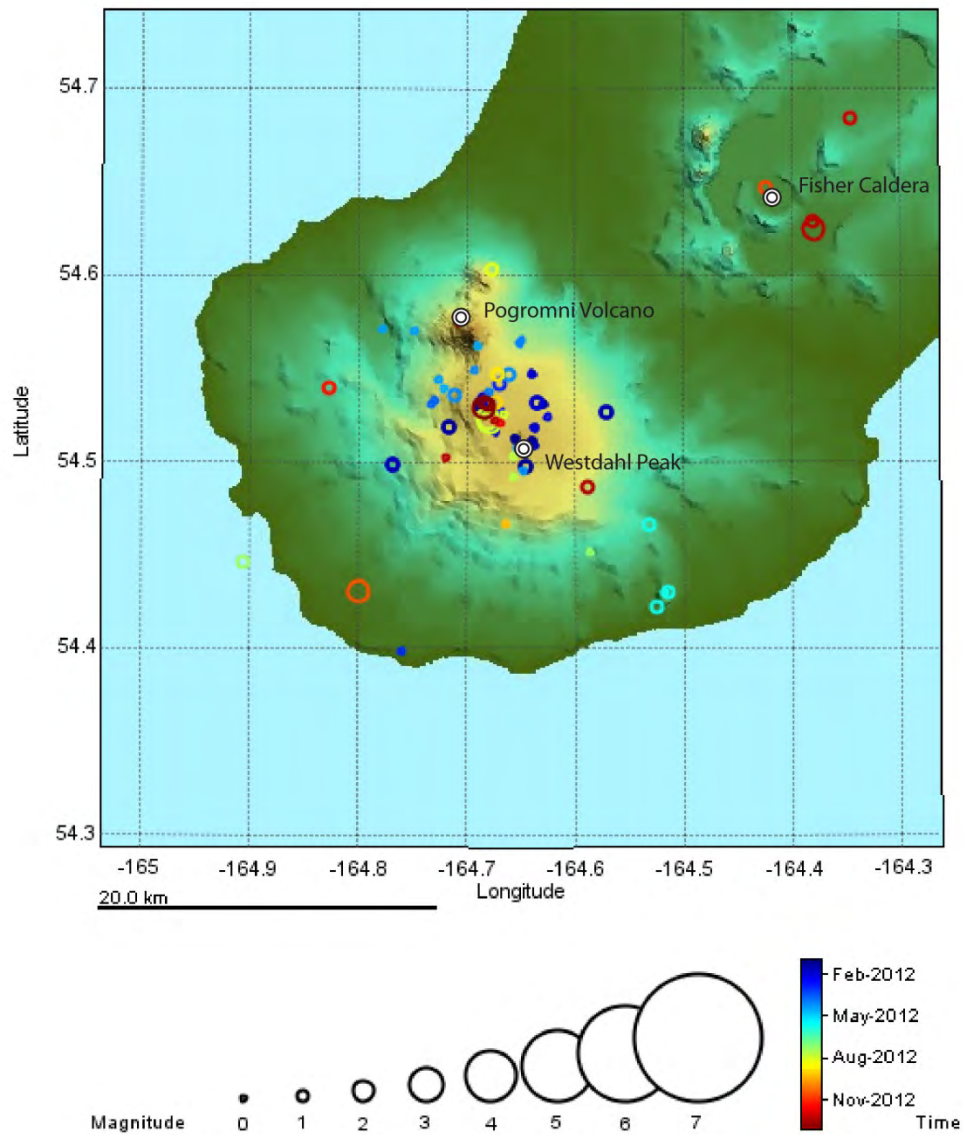 54.7
Fisher Caldera
54.6
Pogromni Volcano
Latitude
54.5
Westdahl Peak
54.4
54.3
-165 -164.9 -164.8 -164.7 -164.6 -164.5 -164.4 -164.3
Longitude
20.0 km
Feb-2012
May-2012
Aug-2012
Nov-2012
Magnitude 0 1 2 3 4 5 6 7 Time